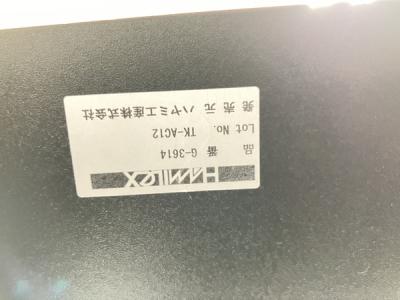 HAMILEX
品番 G-3614
Lot No. TK-AC12
発売元 ハヤミ工産株式会社